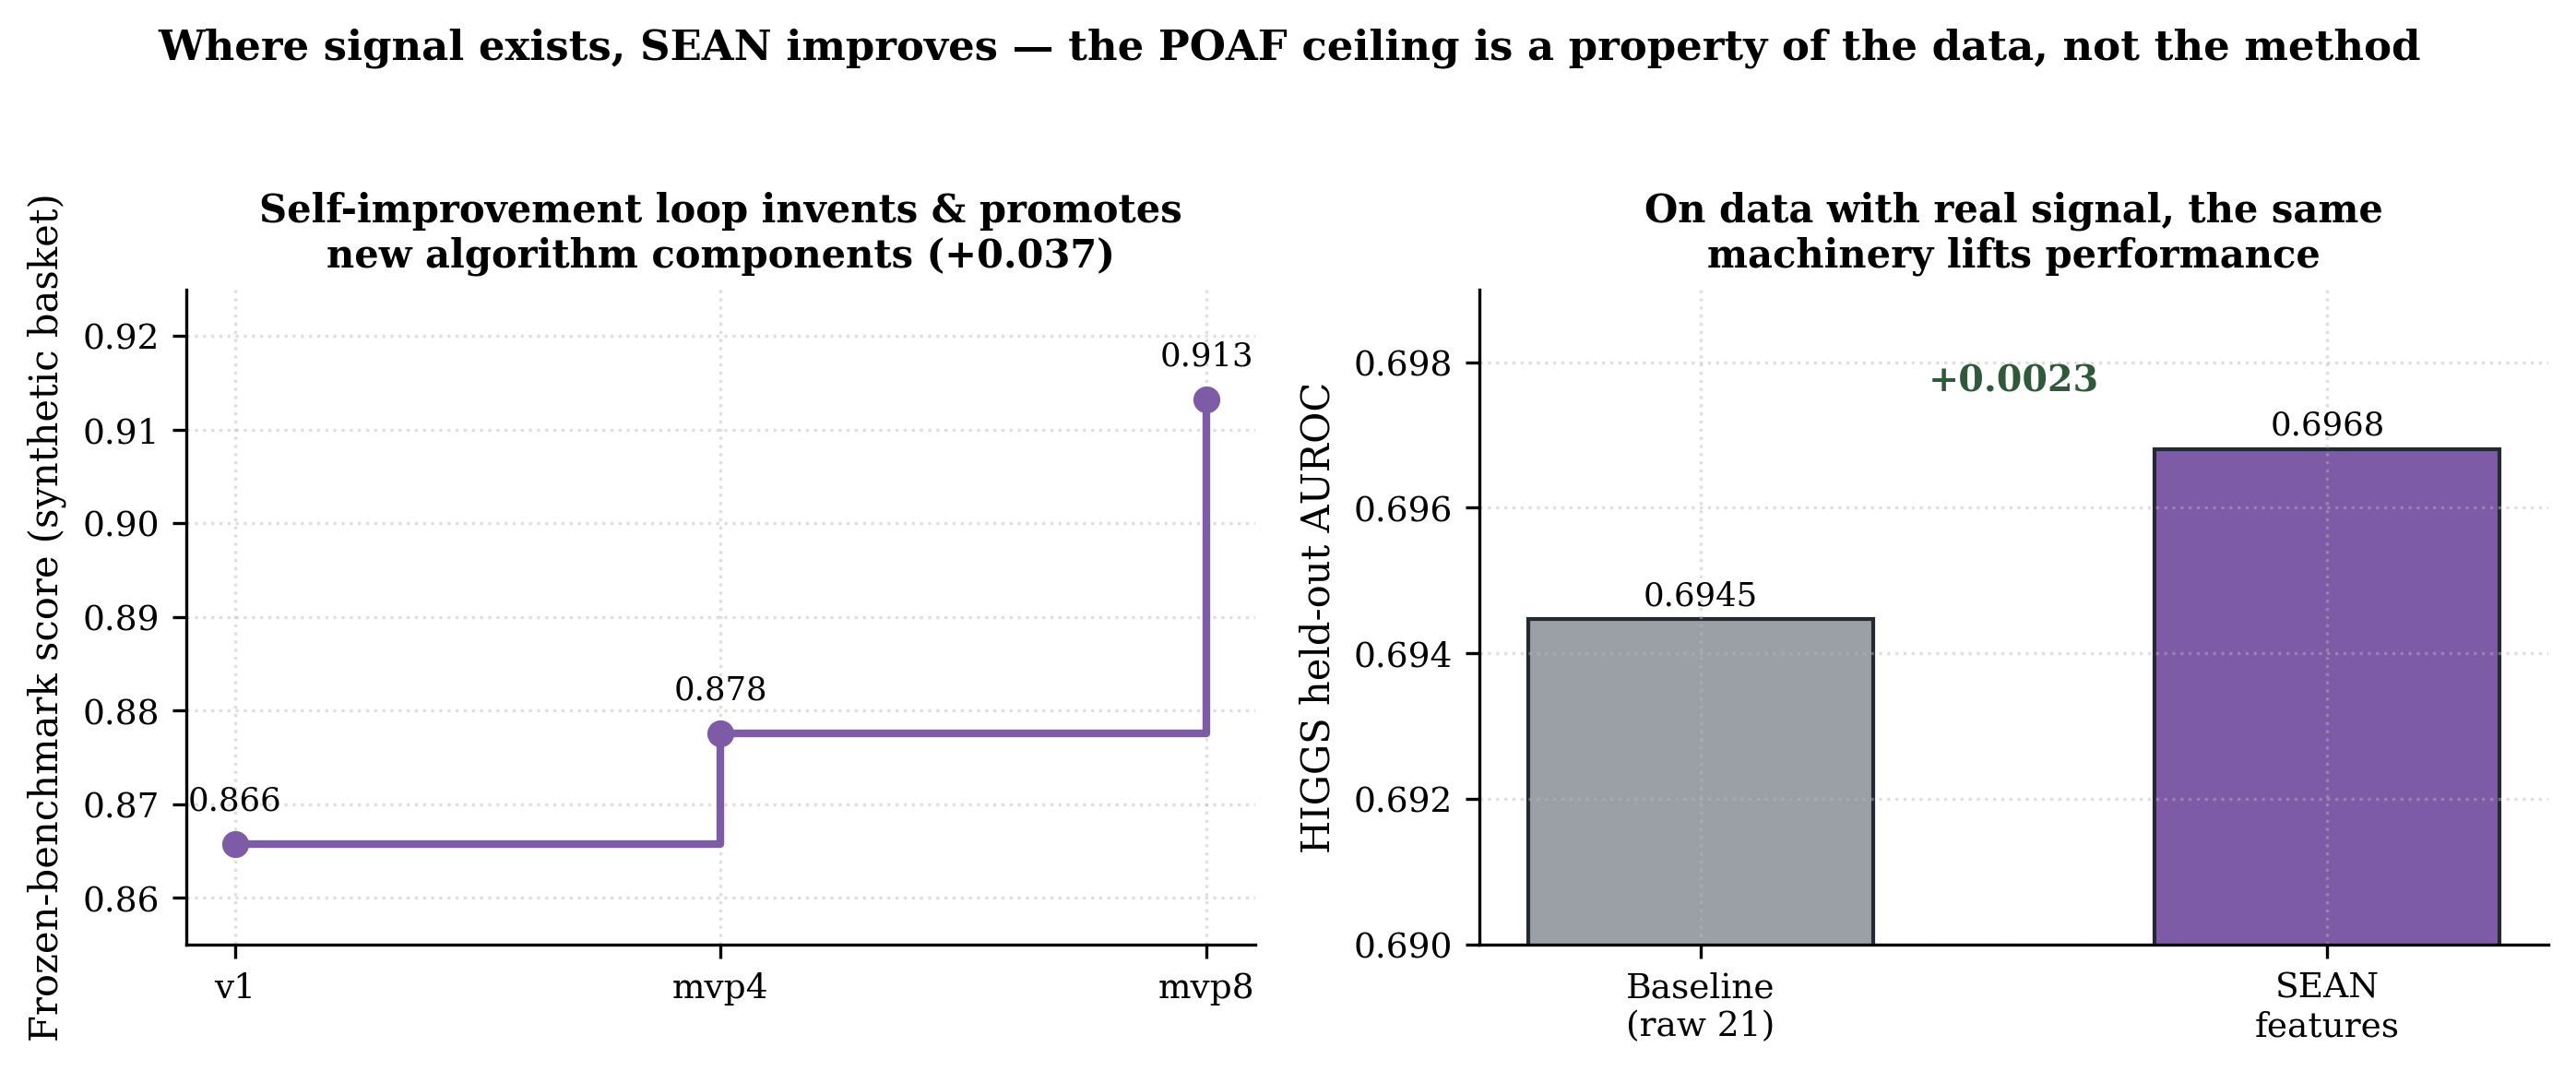 Where signal exists, SEAN improves — the POAF ceiling is a property of the data, not the method
Self-improvement loop invents & promotes
new algorithm components (+0.037)
Frozen-benchmark score (synthetic basket)
0.92
0.91
0.90
0.89
0.88
0.87
0.86
0.866
0.878
0.913
v1
mvp4
mvp8
On data with real signal, the same
machinery lifts performance
HIGGS held-out AUROC
0.698
0.696
0.694
0.692
0.690
+0.0023
0.6945
0.6968
Baseline
(raw 21)
SEAN
features